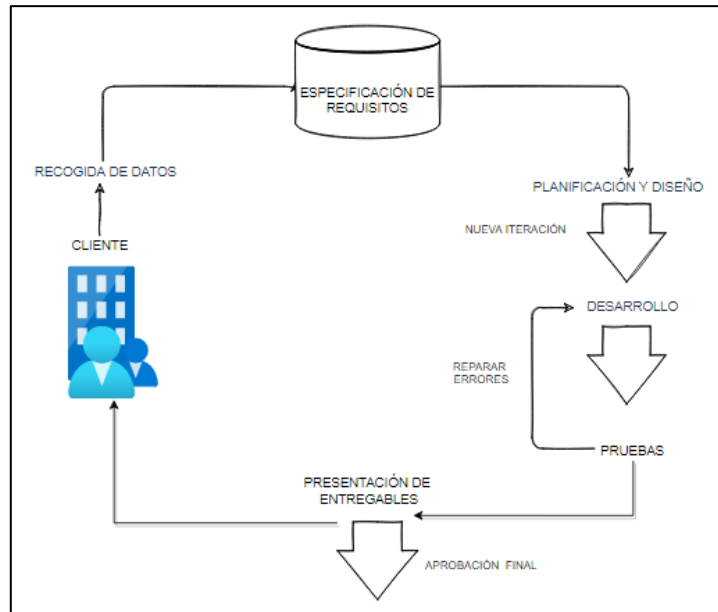 ESPECIFICACIÓN DE
REQUISITOS
RECOGIDA DE DATOS
PLANIFICACIÓN Y DISEÑO
NUEVA ITERACIÓN
CLIENTE
DESARROLLO
REPARAR
ERRORES
PRUEBAS
PRESENTACIÓN DE
ENTREGABLES
APROBACIÓN FINAL